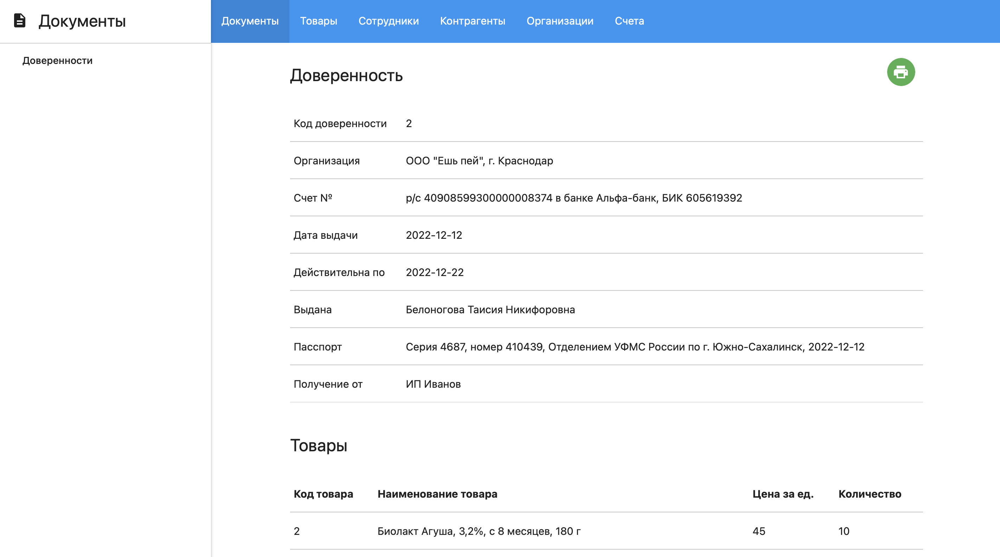 Документы
Документы Товары Сотрудники Контрагенты Организации Счета
Доверенности
Доверенность
Код доверенности 2
Организация ООО "Ешь пей", г. Краснодар
Счет № р/с 40908599300000008374 в банке Альфа-банк, БИК 605619392
Дата выдачи 2022-12-12
Действительна по 2022-12-22
Выдана Белоногова Таисия Никифоровна
Пасспорт Серия 4687, номер 410439, Отделением УФМС России по г. Южно-Сахалинск, 2022-12-12
Получение от ИП Иванов
Товары
Код товара Наименование товара Цена за ед. Количество
2 Биолакт Агуша, 3,2%, с 8 месяцев, 180 г 45 10